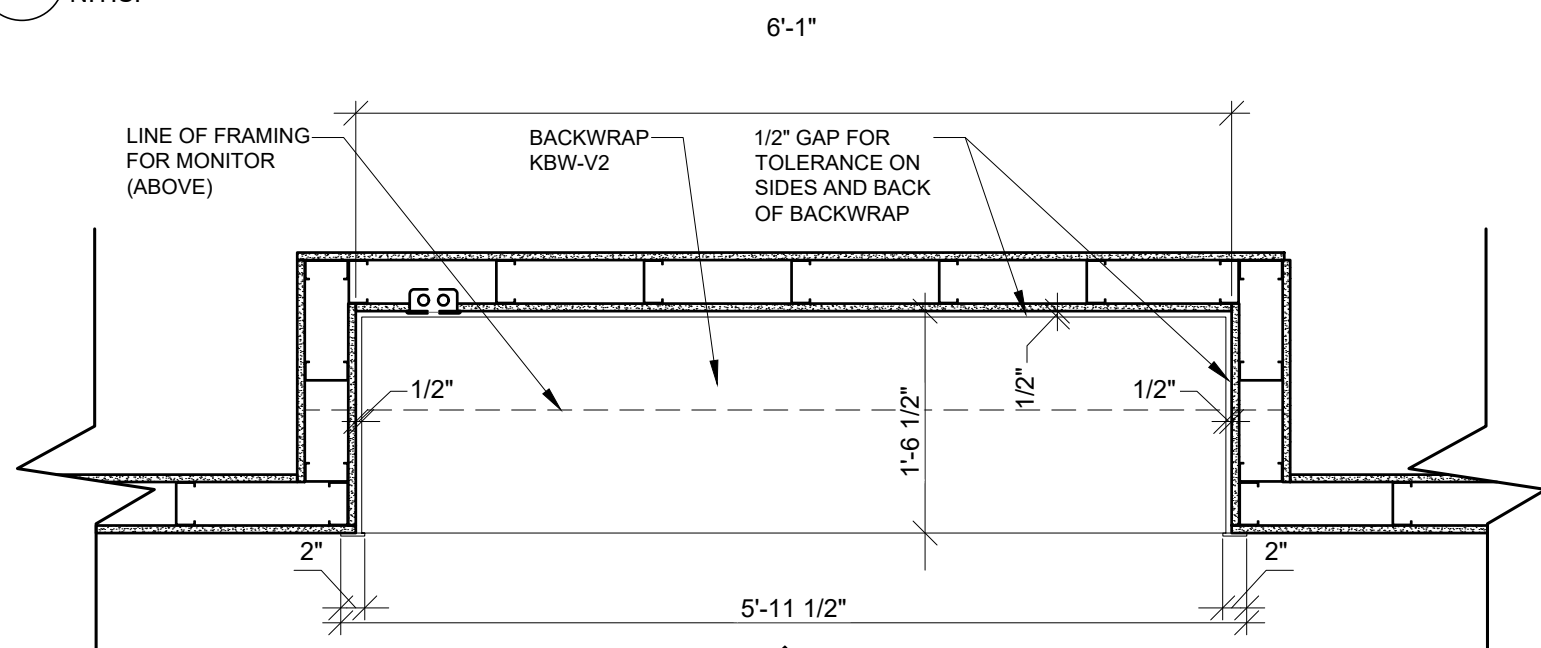 6'-1"
LINE OF FRAMING
FOR MONITOR
(ABOVE)
BACKWRAP
KBW-V2
1/2" GAP FOR
TOLERANCE ON
SIDES AND BACK
OF BACKWRAP
1/2"
1'-6 1/2"
1/2"
1/2"
2"
5'-11 1/2"
2"